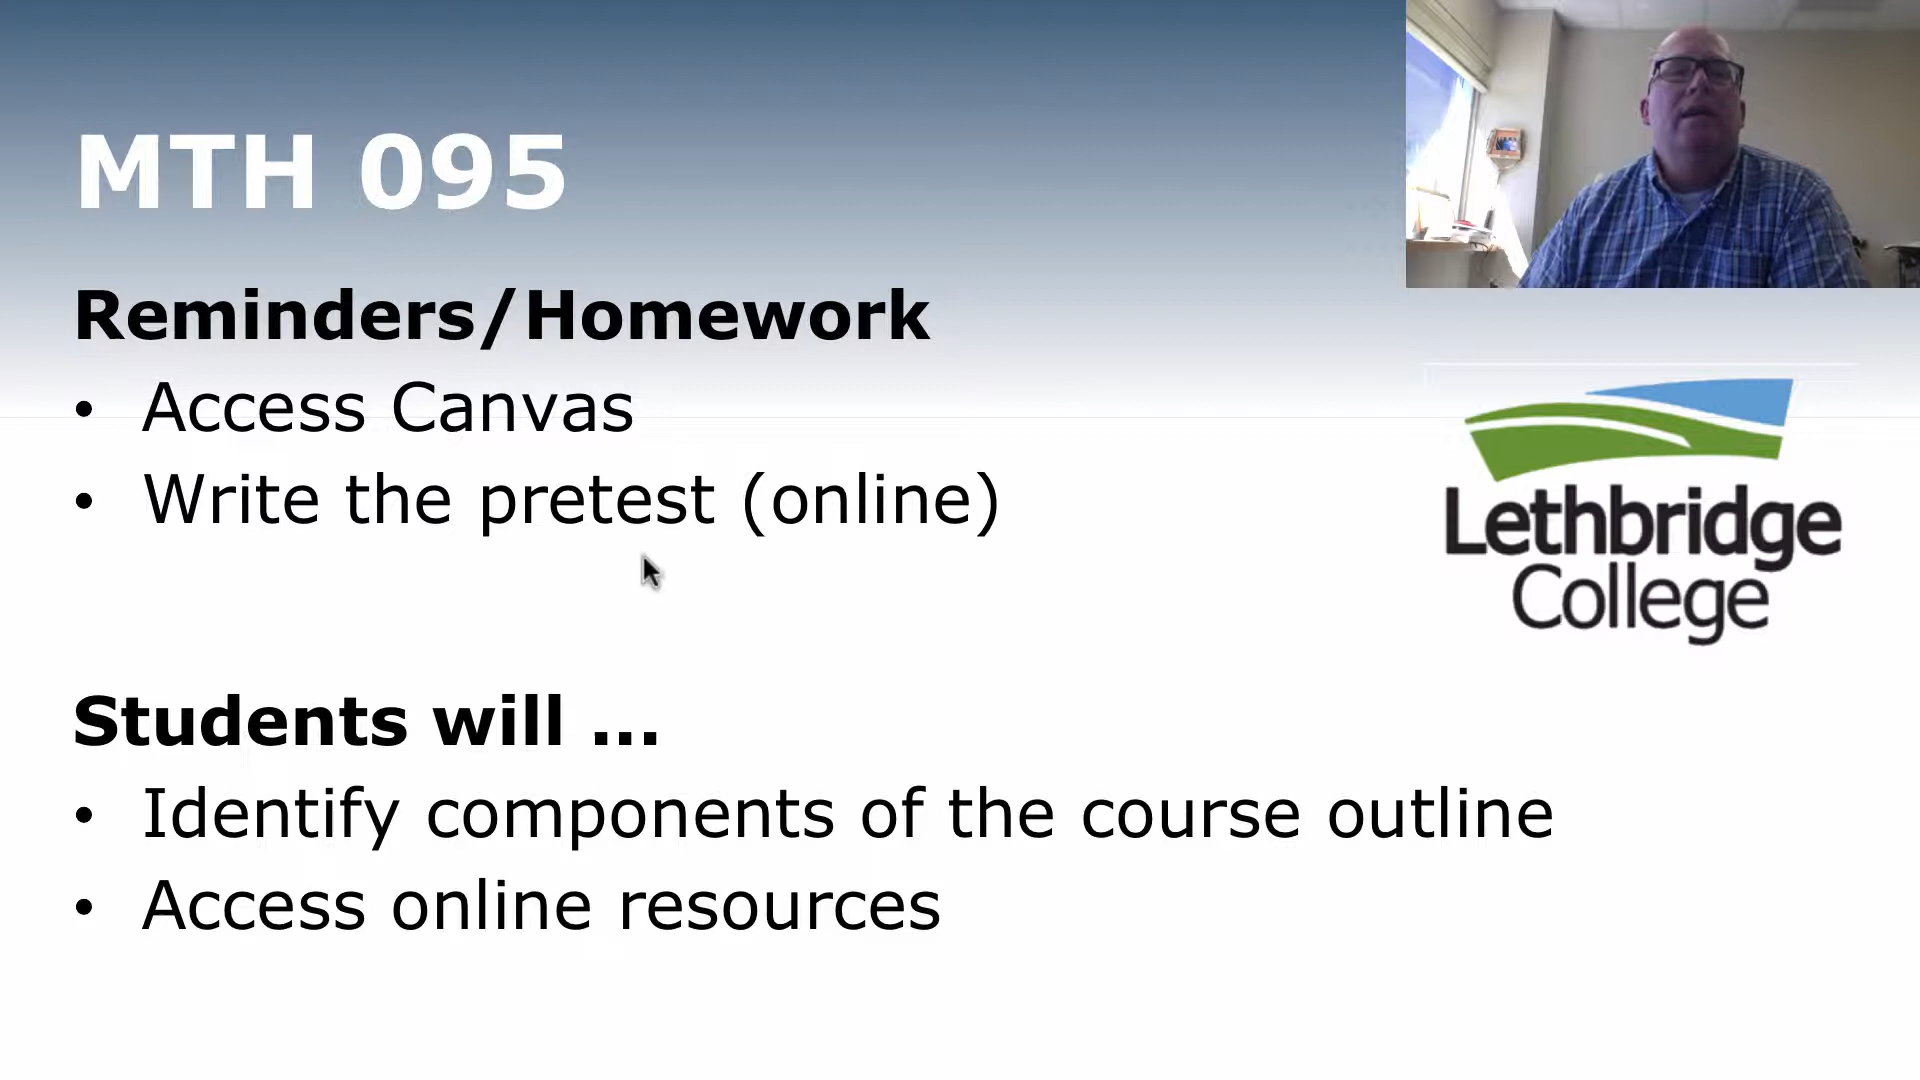 MTH 095
Reminders/Homework
• Access Canvas
• Write the pretest (online)
Lethbridge
College
Students will ...
• Identify components of the course outline
• Access online resources